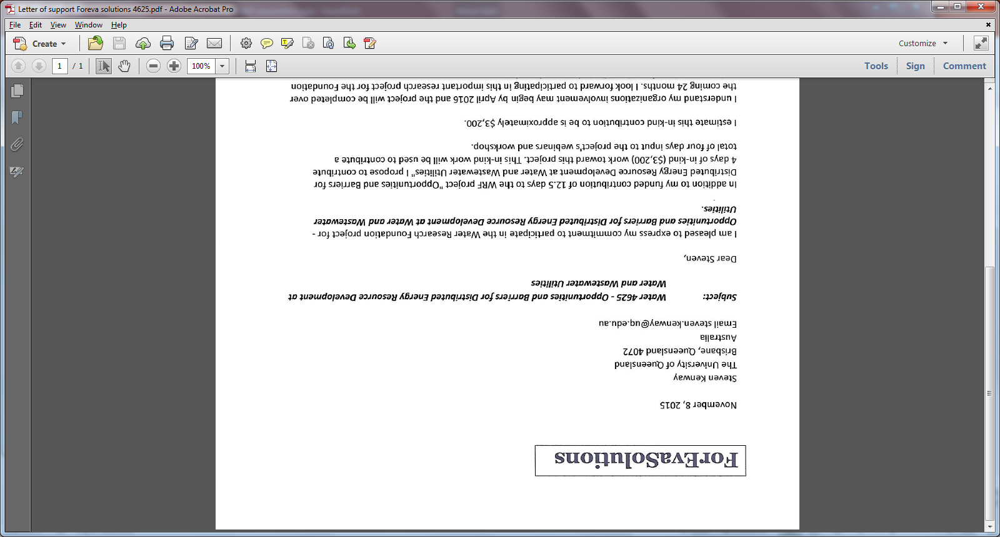 Letter of support Foreva solutions 4625.pdf - Adobe Acrobat Pro
File Edit View Window Help
Create
Customize
1 / 1
100%
Tools Sign Comment
ForEvaSolutions
November 8, 2015
Steven Kenway
The University of Queensland
Brisbane, Queensland 4072
Australia
Email steven.kenway@uq.edu.au
Subject: Water 4625 - Opportunities and Barriers for Distributed Energy Resource Development at
Water and Wastewater Utilities
Dear Steven,
I am pleased to express my commitment to participate in the Water Research Foundation project for -
Opportunities and Barriers for Distributed Energy Resource Development at Water and Wastewater
Utilities.
In addition to my funded contribution of 12.5 days to the WRF project "Opportunities and Barriers for
Distributed Energy Resource Development at Water and Wastewater Utilities" I propose to contribute
4 days of in-kind ($3,200) work toward this project. This in-kind work will be used to contribute a
total of four days input to the project's webinars and workshop.
I estimate this in-kind contribution to be is approximately $3,200.
I understand my organizations involvement may begin by April 2016 and the project will be completed over
the coming 24 months. I look forward to participating in this important research project for the Foundation